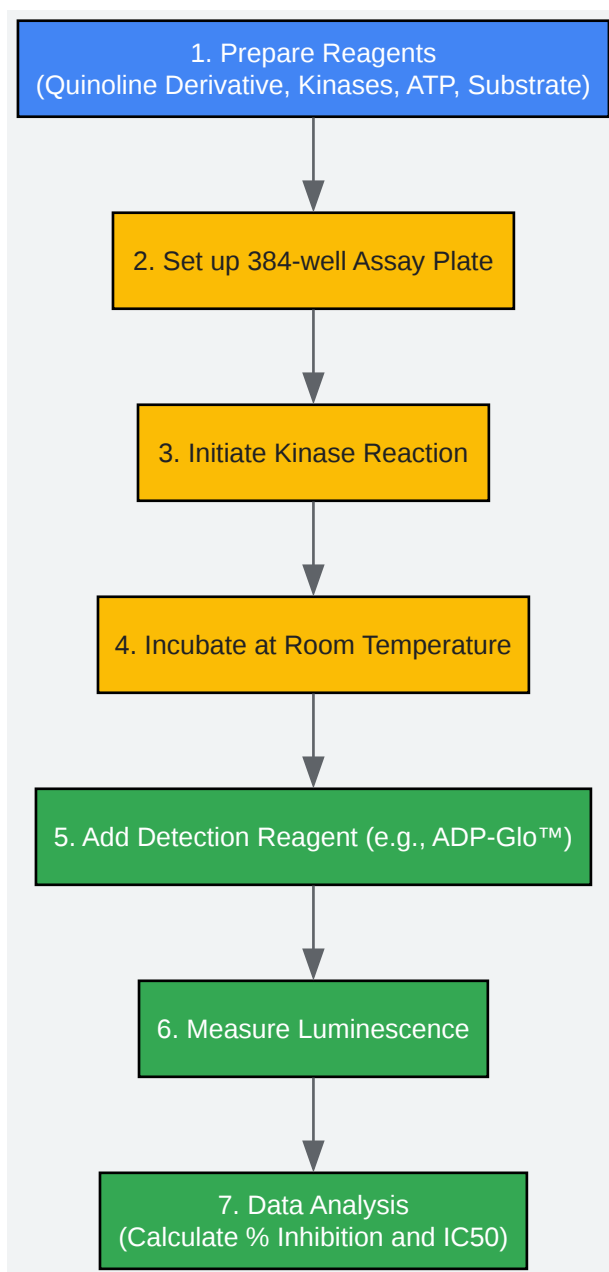 1. Prepare Reagents
(Quinoline Derivative, Kinases, ATP, Substrate)
2. Set up 384-well Assay Plate
3. Initiate Kinase Reaction
4. Incubate at Room Temperature
5. Add Detection Reagent (e.g., ADP-Glo™)
6. Measure Luminescence
7. Data Analysis
(Calculate % Inhibition and IC50)